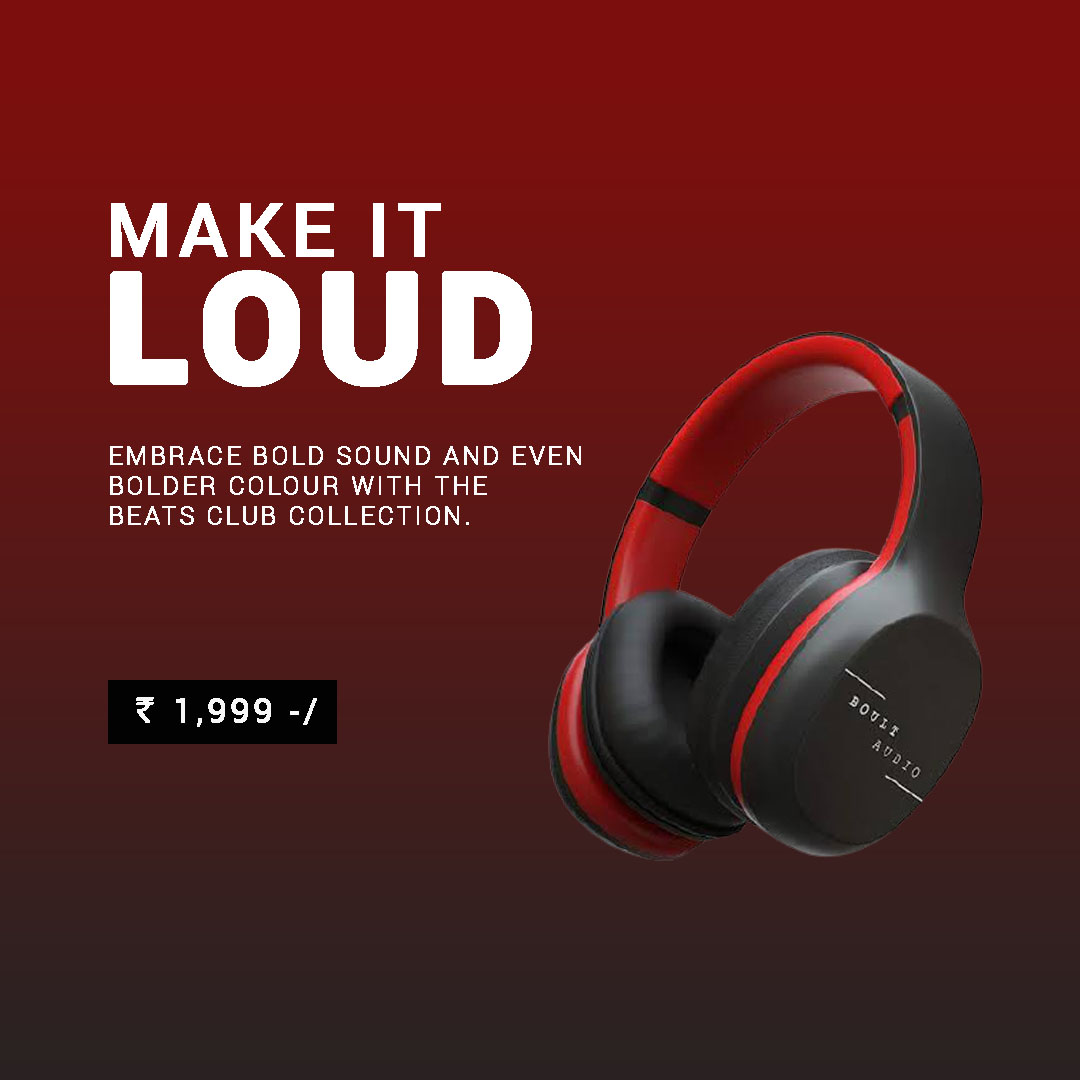 MAKE IT
LOUD
EMBRACE BOLD SOUND AND EVEN
BOLDER COLOUR WITH THE
BEATS CLUB COLLECTION.
₹ 1,999 -/
BOULT
AUDIO